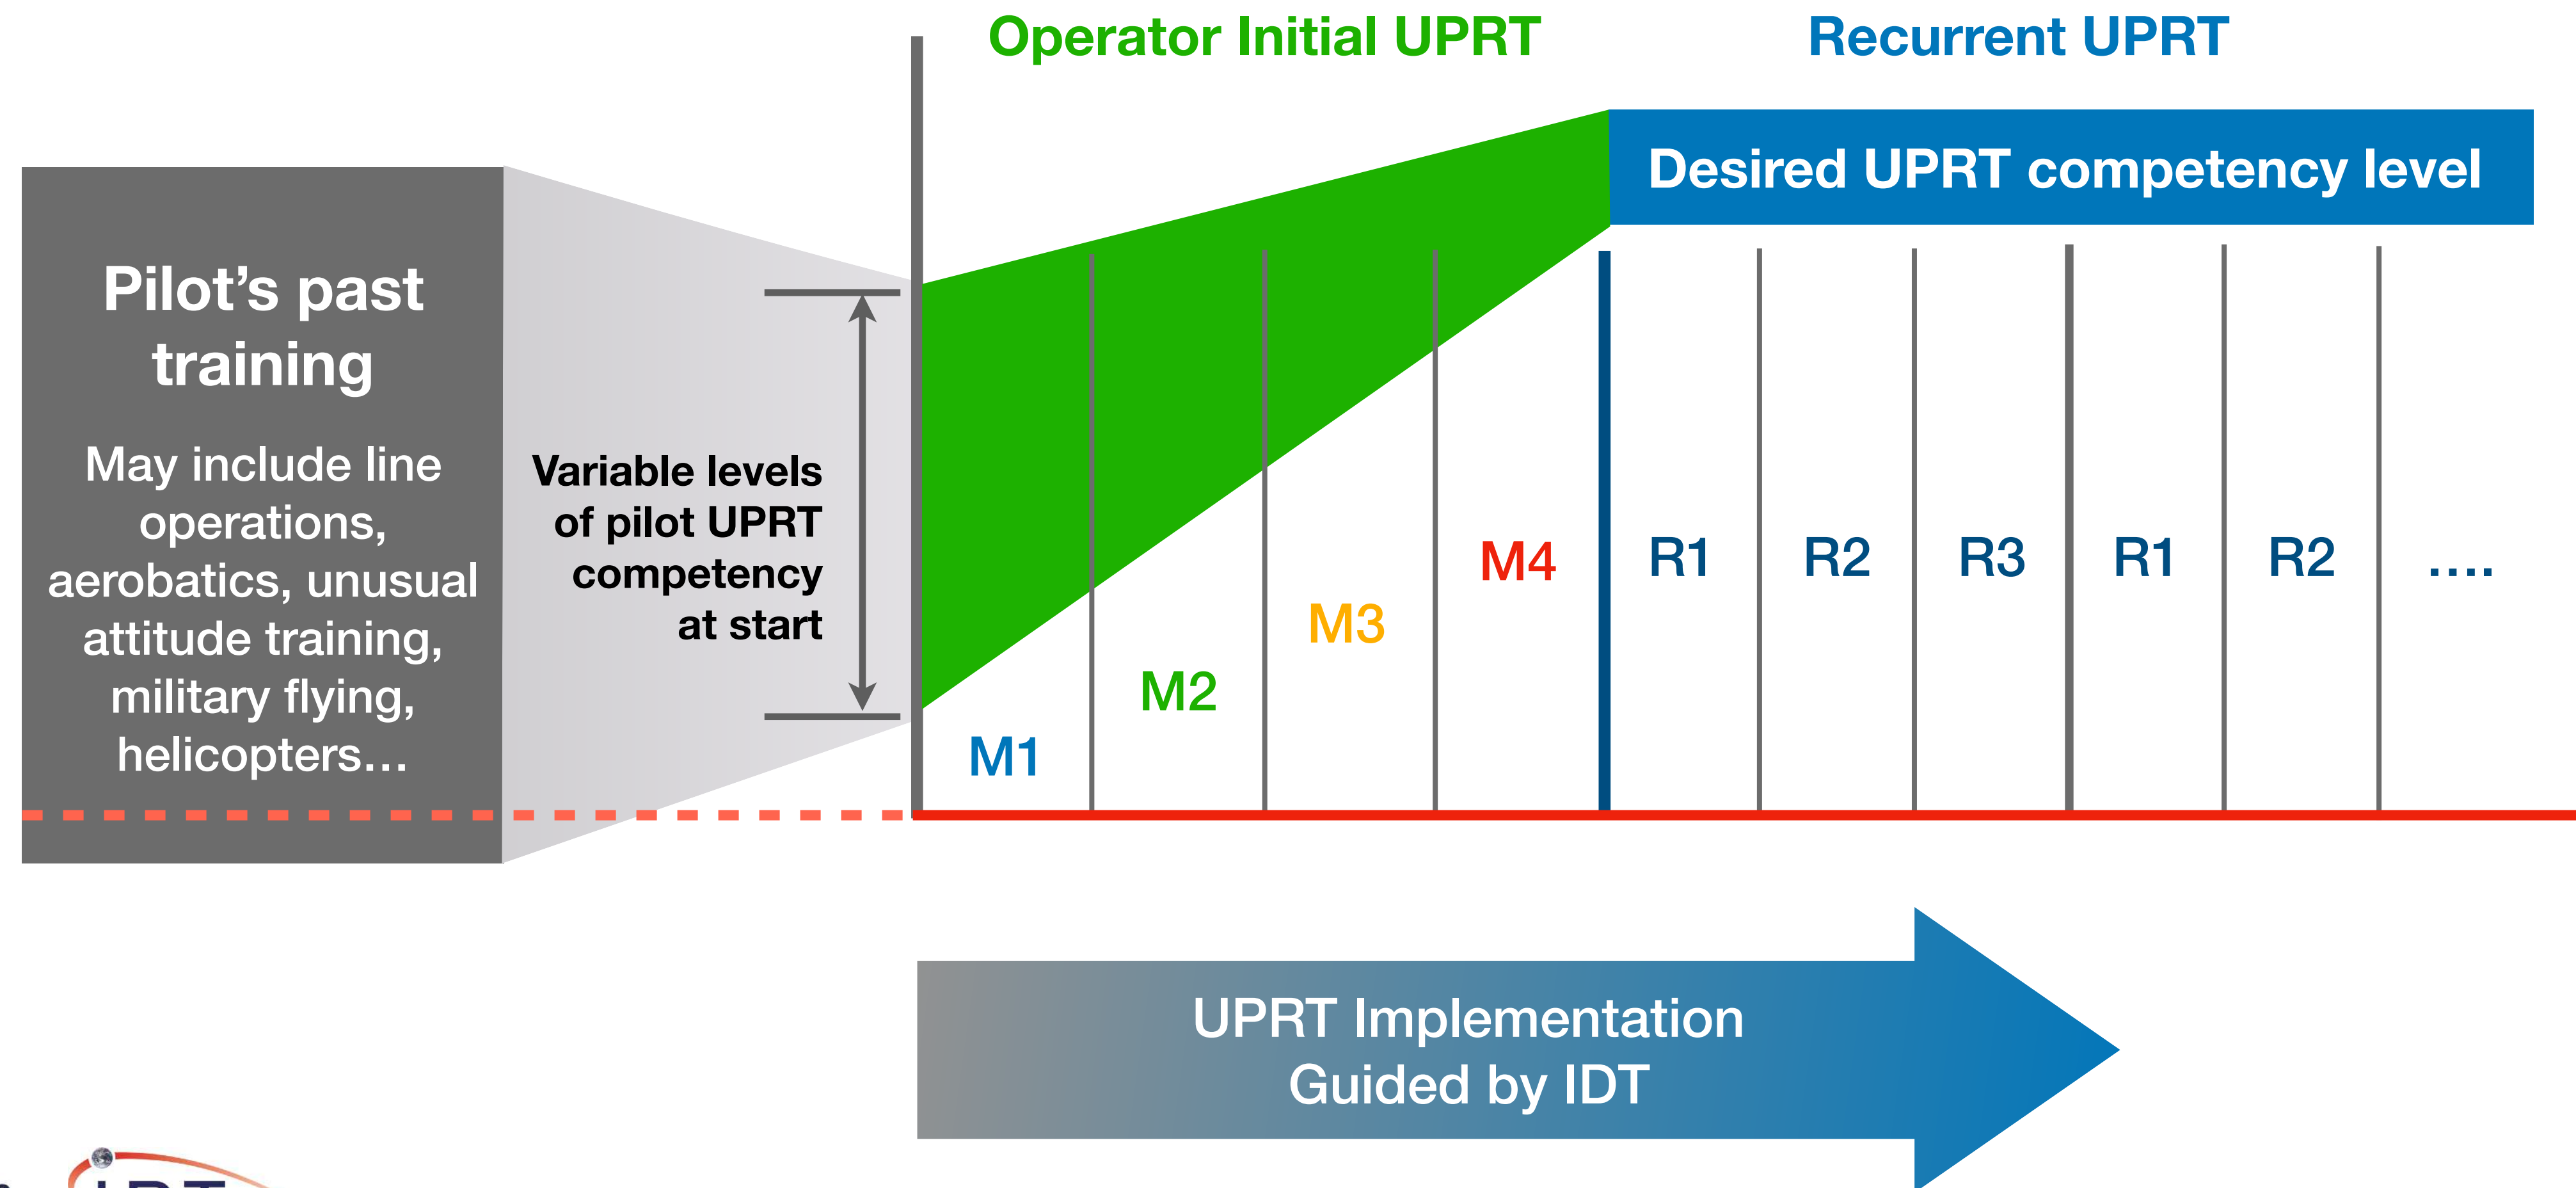 Operator Initial UPRT
Recurrent UPRT
Desired UPRT competency level
Pilot’s past
training
May include line
operations,
aerobatics, unusual
attitude training,
military flying,
helicopters…
Variable levels
of pilot UPRT
competency
at start
M1
M2
M3
M4
R1
R2
R3
R1
R2
....
UPRT Implementation
Guided by IDT
IDT